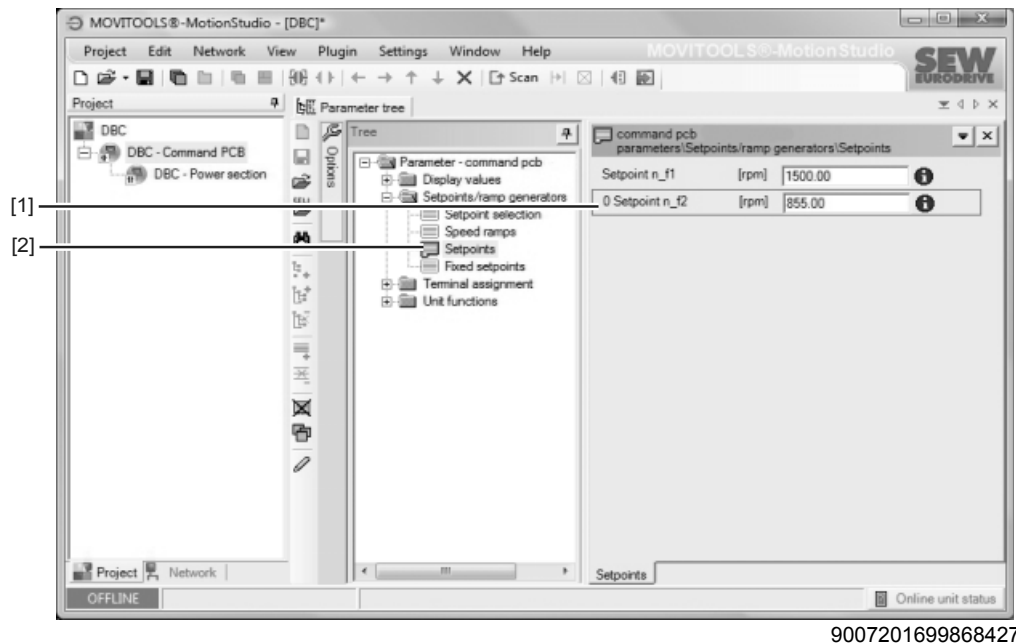 MOVITOOLS®-MotionStudio - [DBC]*
Project Edit Network View Plugin Settings Window Help
MOVITOOLS®-MotionStudio
SEW
EURODRIVE
Scan
Project
Parameter tree
DBC
DBC - Command PCB
DBC - Power section
Options
Tree
Parameter - command pcb
Display values
Setpoints/ramp generators
Setpoint selection
Speed ramps
Setpoints
Fixed setpoints
Terminal assignment
Unit functions
command pcb
parameters\Setpoints/ramp generators\Setpoints
Setpoint n_f1 [rpm] 1500.00
0 Setpoint n_f2 [rpm] 855.00
[1]
[2]
Project Network
Setpoints
OFFLINE
Online unit status
9007201699868427